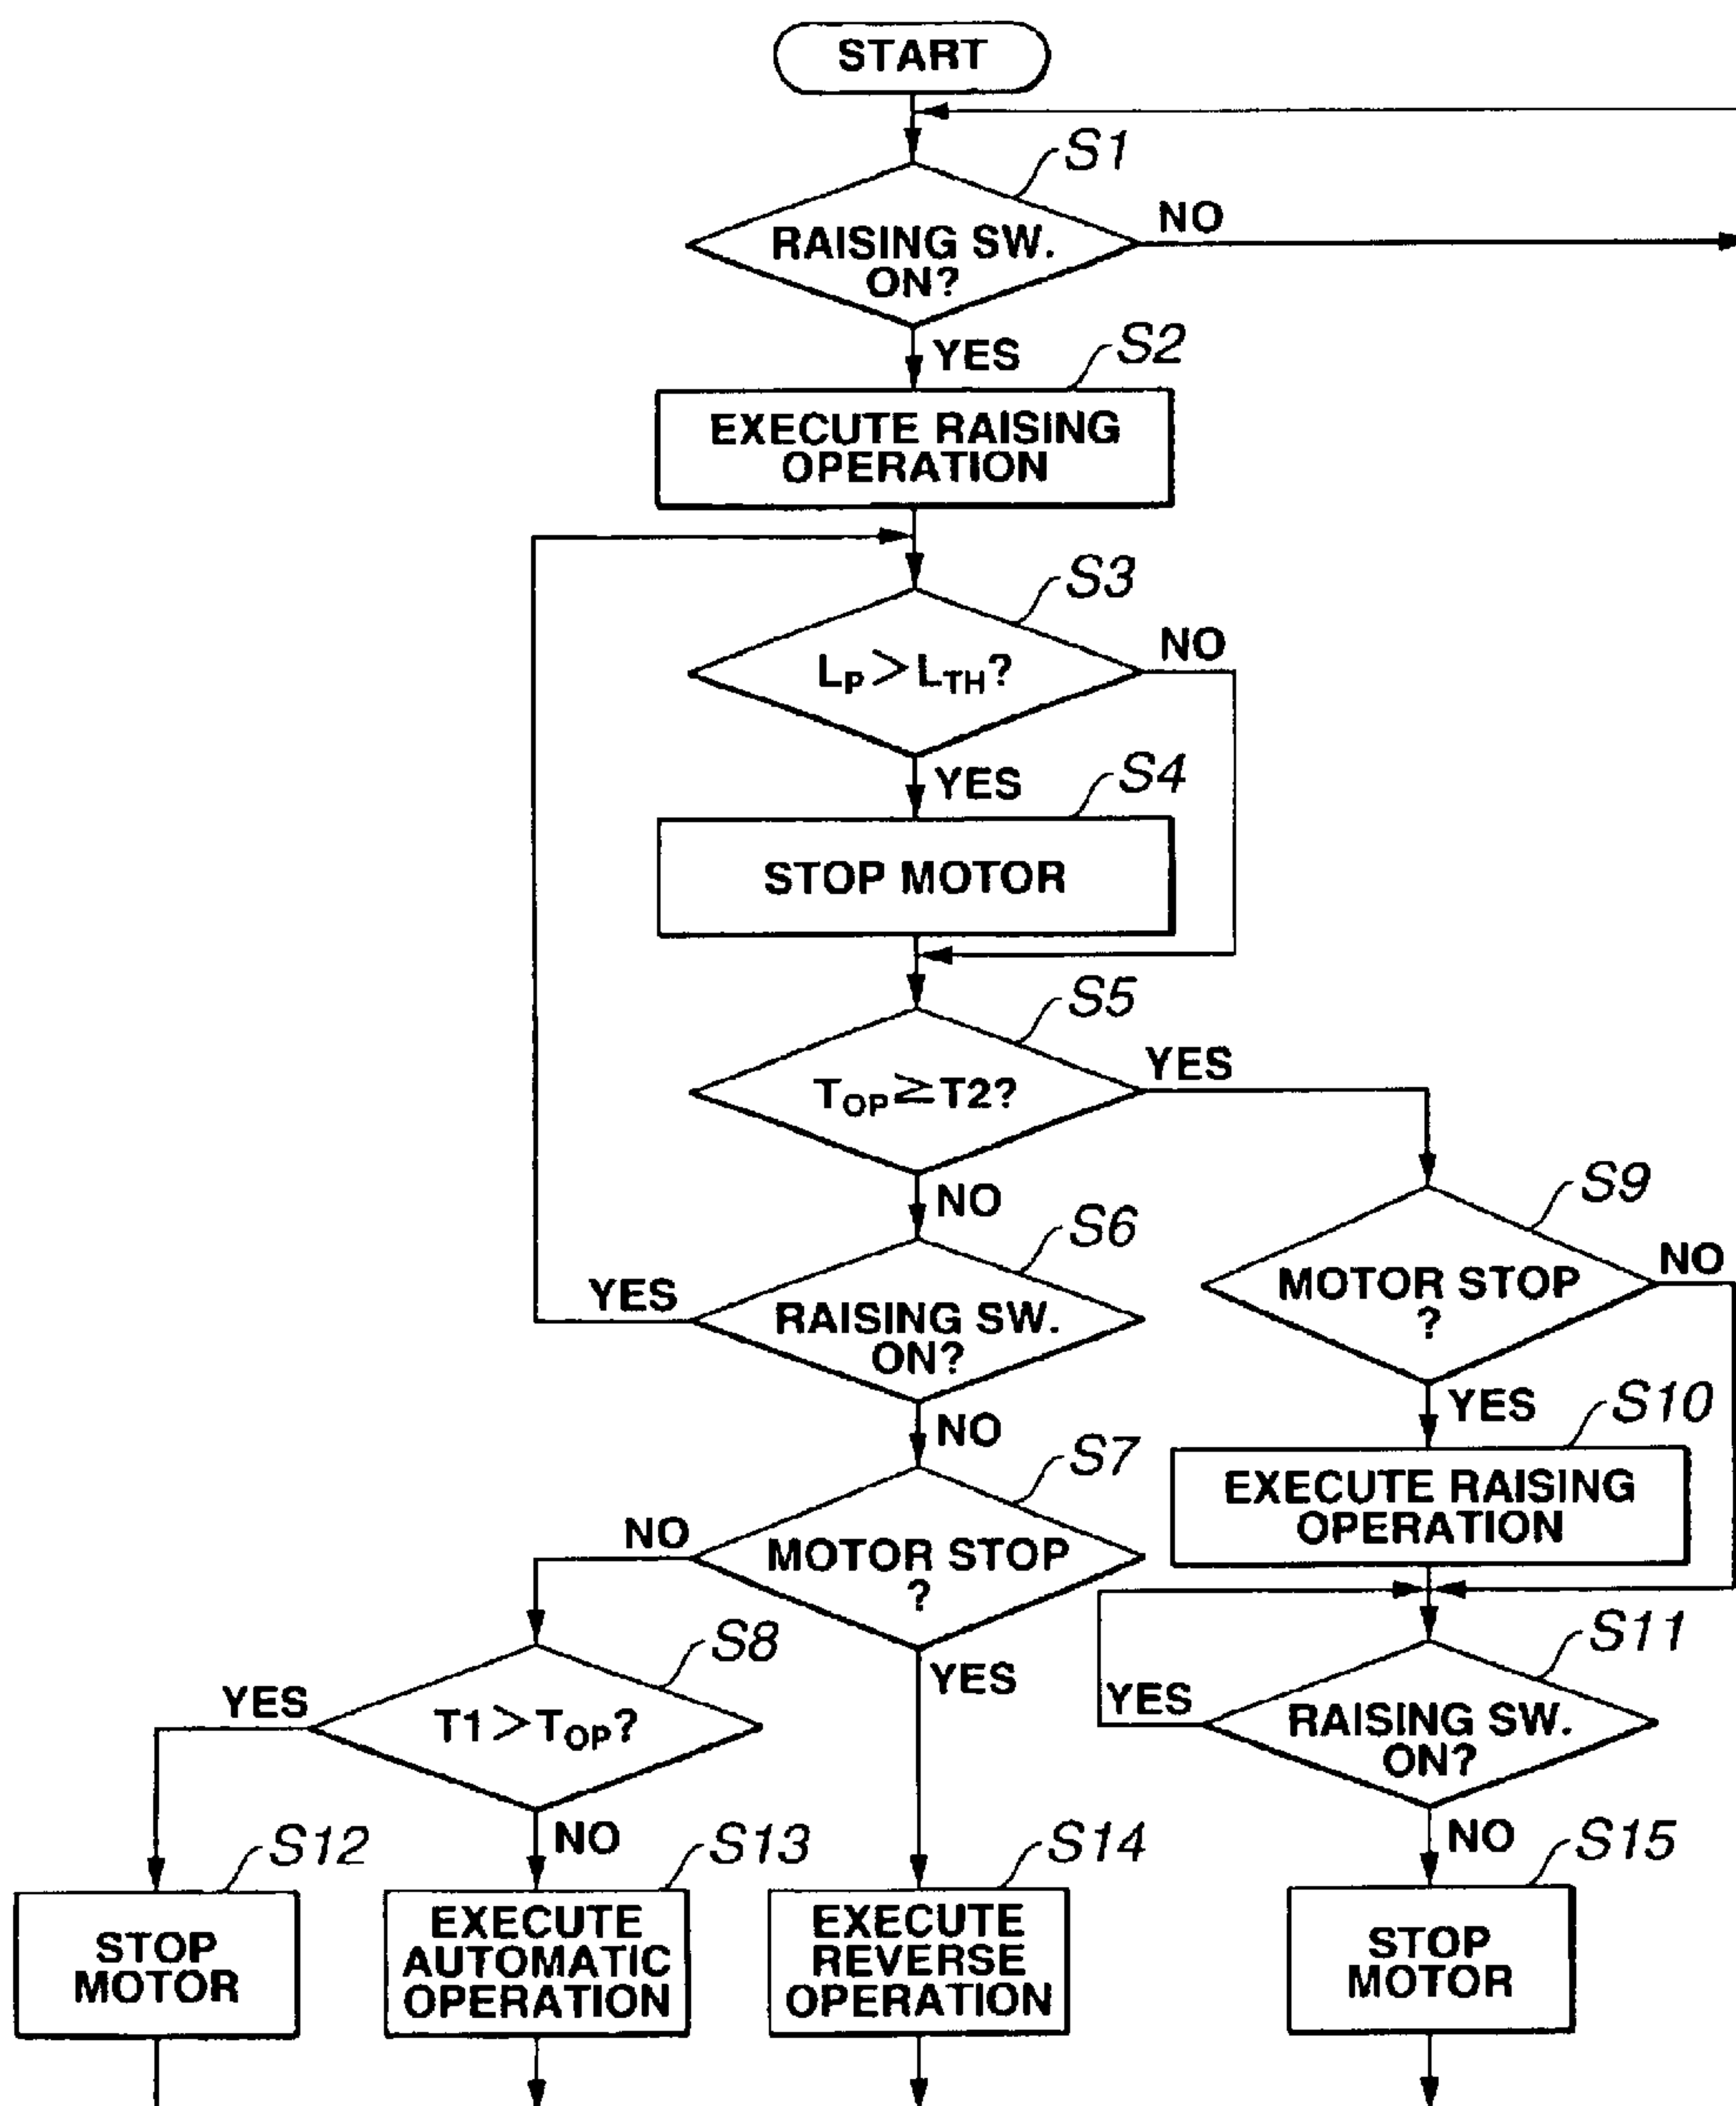 START
S1
RAISING SW.
ON?
NO
YES
S2
EXECUTE RAISING
OPERATION
S3
LP>LTH?
NO
YES
S4
STOP MOTOR
S5
TOP≧T2?
YES
NO
S6
RAISING SW.
ON?
YES
NO
S9
MOTOR STOP
?
NO
YES
S10
EXECUTE RAISING
OPERATION
S7
MOTOR STOP
?
NO
YES
S8
T1>TOP?
YES
NO
S11
RAISING SW.
ON?
YES
NO
S12
STOP
MOTOR
S13
EXECUTE
AUTOMATIC
OPERATION
S14
EXECUTE
REVERSE
OPERATION
S15
STOP
MOTOR